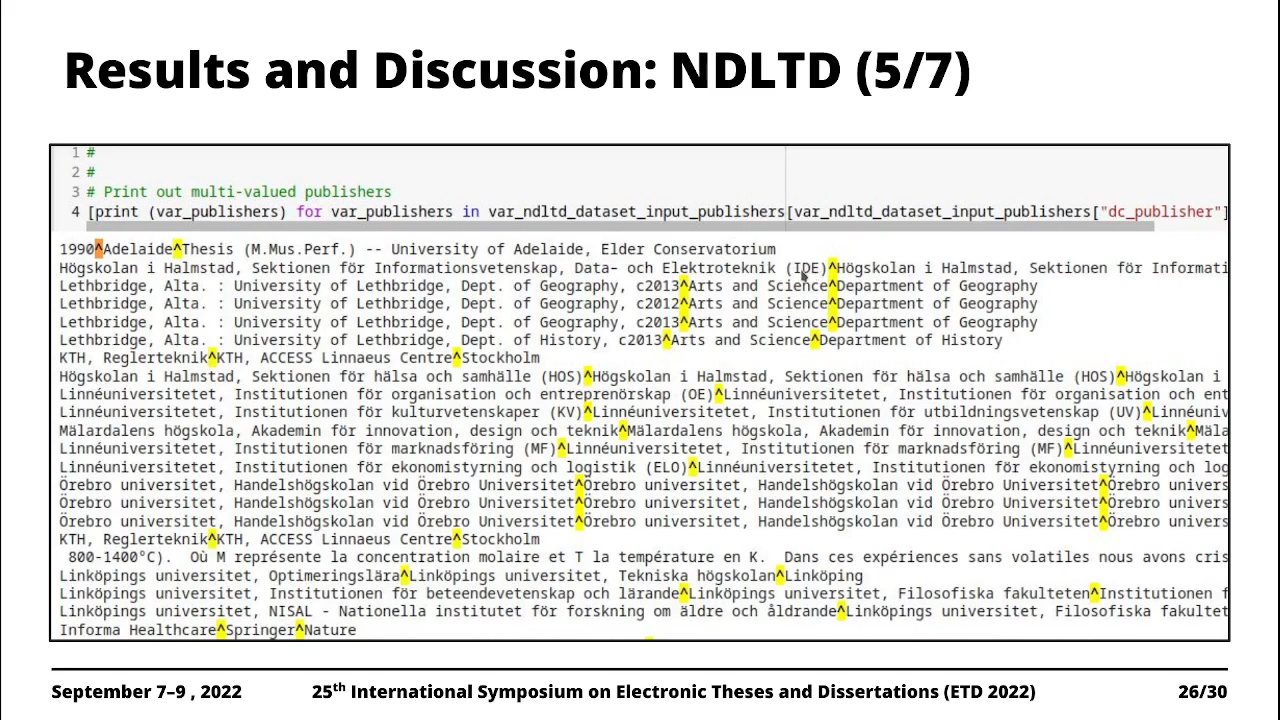 Results and Discussion: NDLTD (5/7)
1 #
2 #
3 # Print out multi-valued publishers
4 [print (var_publishers) for var_publishers in var_ndltd_dataset_input_publishers[var_ndltd_dataset_input_publishers["dc_publisher"]
1990^Adelaide^Thesis (M.Mus.Perf.) -- University of Adelaide, Elder Conservatorium
Högskolan i Halmstad, Sektionen för Informationsvetenskap, Data- och Elektroteknik (IDE)^Högskolan i Halmstad, Sektionen för Informati
Lethbridge, Alta. : University of Lethbridge, Dept. of Geography, c2013^Arts and Science^Department of Geography
Lethbridge, Alta. : University of Lethbridge, Dept. of Geography, c2012^Arts and Science^Department of Geography
Lethbridge, Alta. : University of Lethbridge, Dept. of Geography, c2013^Arts and Science^Department of Geography
Lethbridge, Alta. : University of Lethbridge, Dept. of History, c2013^Arts and Science^Department of History
KTH, Reglerteknik^KTH, ACCESS Linnaeus Centre^Stockholm
Högskolan i Halmstad, Sektionen för hälsa och samhälle (HOS)^Högskolan i Halmstad, Sektionen för hälsa och samhälle (HOS)^Högskolan i
Linnéuniversitetet, Institutionen för organisation och entreprenörskap (OE)^Linnéuniversitetet, Institutionen för organisation och ent
Linnéuniversitetet, Institutionen för kulturvetenskaper (KV)^Linnéuniversitetet, Institutionen för utbildningsvetenskap (UV)^Linnéuniv
Mälardalens högskola, Akademin för innovation, design och teknik^Mälardalens högskola, Akademin för innovation, design och teknik^Mäla
Linnéuniversitetet, Institutionen för marknadsföring (MF)^Linnéuniversitetet, Institutionen för marknadsföring (MF)^Linnéuniversitetet
Linnéuniversitetet, Institutionen för ekonomistyrning och logistik (ELO)^Linnéuniversitetet, Institutionen för ekonomistyrning och log
Örebro universitet, Handelshögskolan vid Örebro Universitet^Örebro universitet, Handelshögskolan vid Örebro Universitet^Örebro univers
Örebro universitet, Handelshögskolan vid Örebro Universitet^Örebro universitet, Handelshögskolan vid Örebro Universitet^Örebro univers
Örebro universitet, Handelshögskolan vid Örebro Universitet^Örebro universitet, Handelshögskolan vid Örebro Universitet^Örebro univers
KTH, Reglerteknik^KTH, ACCESS Linnaeus Centre^Stockholm
800-1400°C). Où M représente la concentration molaire et T la température en K. Dans ces expériences sans volatiles nous avons cris
Linköpings universitet, Optimeringslära^Linköpings universitet, Tekniska högskolan^Linköping
Linköpings universitet, Institutionen för beteendevetenskap och lärande^Linköpings universitet, Filosofiska fakulteten^Institutionen f
Linköpings universitet, NISAL - Nationella institutet för forskning om äldre och åldrande^Linköpings universitet, Filosofiska fakultet
Informa Healthcare^Springer^Nature
September 7–9 , 2022 25th International Symposium on Electronic Theses and Dissertations (ETD 2022) 26/30